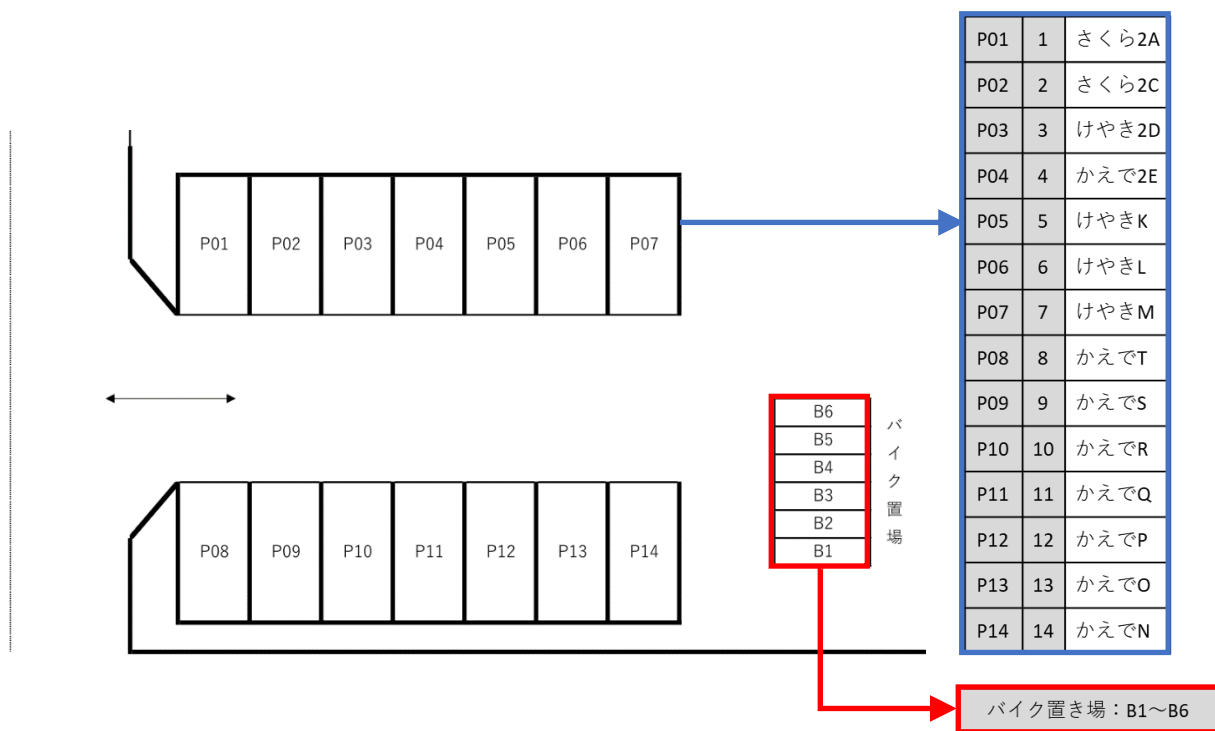 P01 P02 P03 P04 P05 P06 P07
P08 P09 P10 P11 P12 P13 P14
B6
B5
B4
B3
B2
B1
バイク置場
P01 1 さくら2A
P02 2 さくら2C
P03 3 けやき2D
P04 4 かえで2E
P05 5 けやきK
P06 6 けやきL
P07 7 けやきM
P08 8 かえでT
P09 9 かえでS
P10 10 かえでR
P11 11 かえでQ
P12 12 かえでP
P13 13 かえでO
P14 14 かえでN
バイク置き場：B1～B6